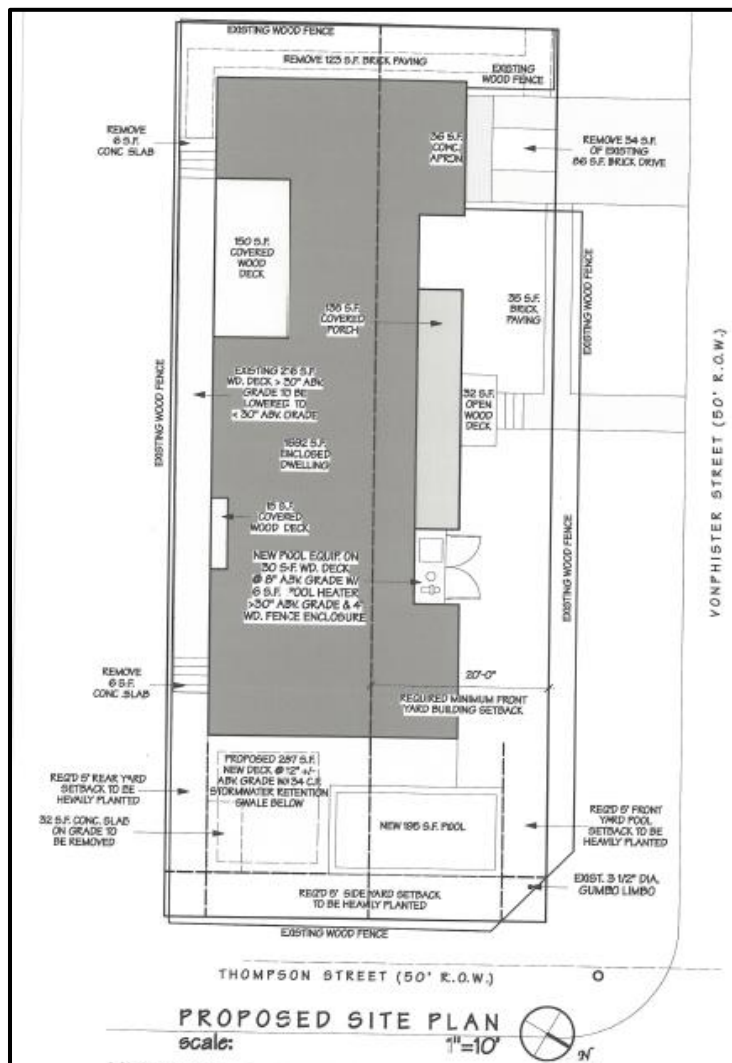 EXISTING WOOD FENCE
REMOVE 123 S.F. BRICK PAVING
EXISTING
WOOD FENCE
REMOVE
6 S.F.
CONC. SLAB
36 S.F.
CONC.
APRON
REMOVE 54 S.F.
OF EXISTING
86 S.F. BRICK DRIVE
150 S.F.
COVERED
WOOD
DECK
136 S.F.
COVERED
PORCH
35 S.F.
BRICK
PAVING
EXISTING WOOD FENCE
EXISTING 216 S.F.
WD. DECK > 30" ABV.
GRADE TO BE
LOWERED TO
< 30" ABV. GRADE
32 S.F.
OPEN
WOOD
DECK
EXISTING WOOD FENCE
1692 S.F.
ENCLOSED
DWELLING
VONPHISTER STREET (50' R.O.W.)
15 S.F.
COVERED
WOOD DECK
NEW POOL EQUIP. ON
30 S.F. WD. DECK
@ 8" ABV. GRADE W/
6 S.F. POOL HEATER
>30" ABV. GRADE & 4'
WD. FENCE ENCLOSURE
EXISTING WOOD FENCE
REMOVE
6 S.F.
CONC. SLAB
20'-0"
REQUIRED MINIMUM FRONT
YARD BUILDING SETBACK
REQ'D 5' REAR YARD
SETBACK TO BE
HEVAILY PLANTED
PROPOSED 287 S.F.
NEW DECK @ 12" +/-
ABV. GRADE W/ 34 C.F.
STORMWATER RETENTION
SWALE BELOW
32 S.F. CONC. SLAB
ON GRADE TO
BE REMOVED
NEW 195 S.F. POOL
REQ'D 5' FRONT
YARD POOL
SETBACK TO BE
HEAVILY PLANTED
REQ'D 5' SIDE YARD SETBACK
TO BE HEAVILY PLANTED
EXIST. 3 1/2" DIA.
GUMBO LIMBO
EXISTING WOOD FENCE
THOMPSON STREET (50' R.O.W.)
PROPOSED SITE PLAN
scale: 1"=10'
N